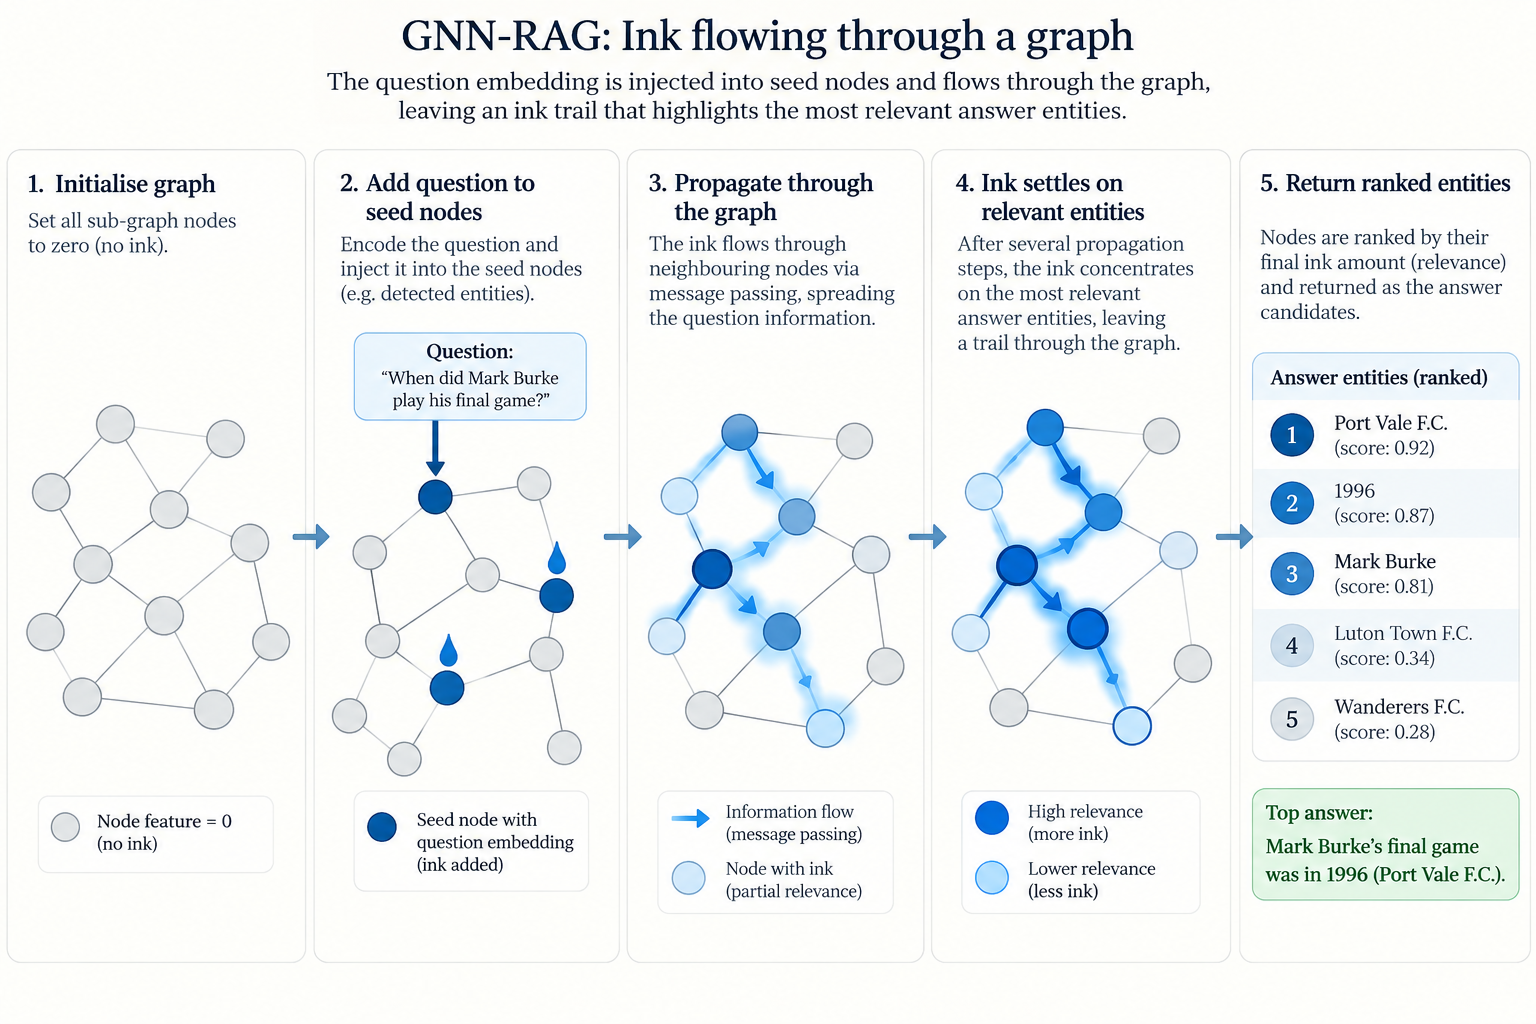 GNN-RAG: Ink flowing through a graph
The question embedding is injected into seed nodes and flows through the graph,
leaving an ink trail that highlights the most relevant answer entities.
1. Initialise graph
Set all sub-graph nodes
to zero (no ink).
Node feature = 0
(no ink)
2. Add question to
seed nodes
Encode the question and
inject it into the seed nodes
(e.g. detected entities).
Question:
“When did Mark Burke
play his final game?”
Seed node with
question embedding
(ink added)
3. Propagate through
the graph
The ink flows through
neighbouring nodes via
message passing, spreading
the question information.
Information flow
(message passing)
Node with ink
(partial relevance)
4. Ink settles on
relevant entities
After several propagation
steps, the ink concentrates
on the most relevant
answer entities, leaving
a trail through the graph.
High relevance
(more ink)
Lower relevance
(less ink)
5. Return ranked entities
Nodes are ranked by their
final ink amount (relevance)
and returned as the answer
candidates.
Answer entities (ranked)
1 Port Vale F.C.
(score: 0.92)
2 1996
(score: 0.87)
3 Mark Burke
(score: 0.81)
4 Luton Town F.C.
(score: 0.34)
5 Wanderers F.C.
(score: 0.28)
Top answer:
Mark Burke’s final game
was in 1996 (Port Vale F.C.).